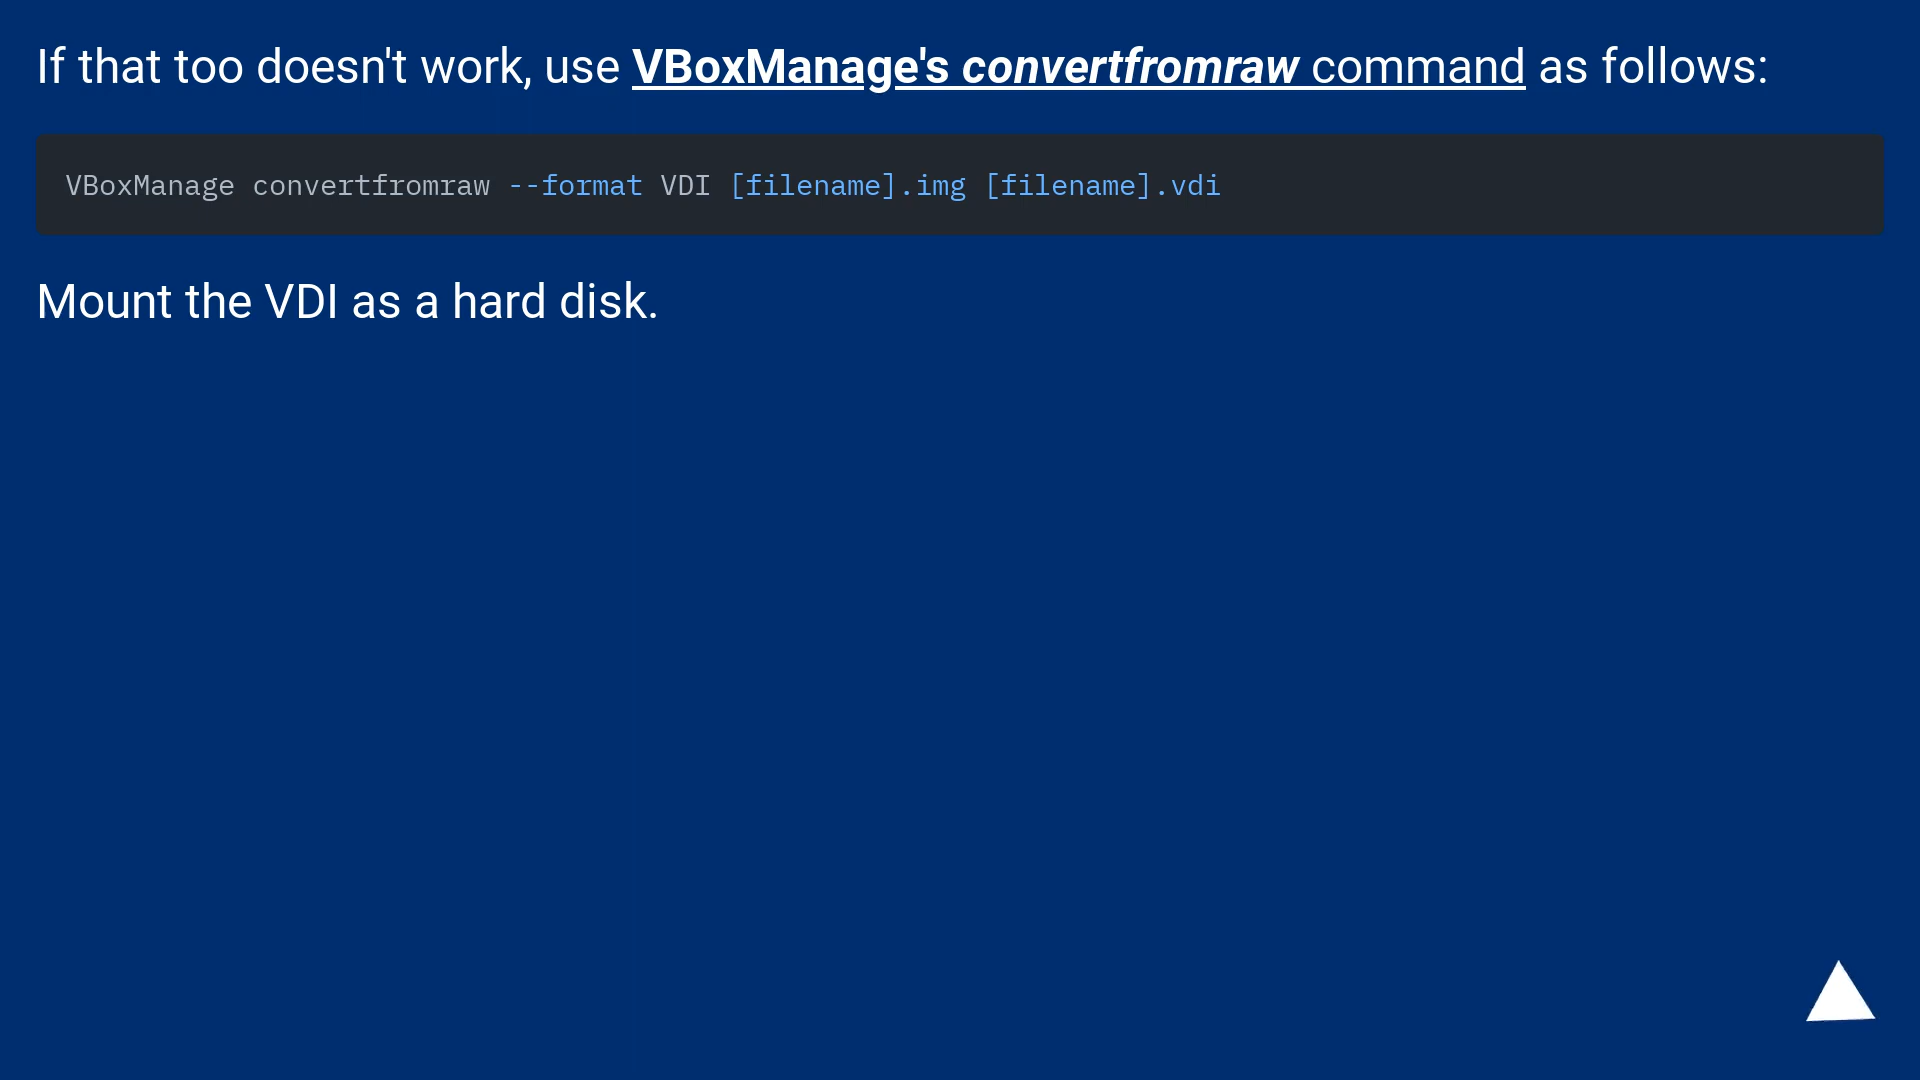 If that too doesn't work, use VBoxManage's convertfromraw command as follows:
VBoxManage convertfromraw --format VDI [filename].img [filename].vdi
Mount the VDI as a hard disk.